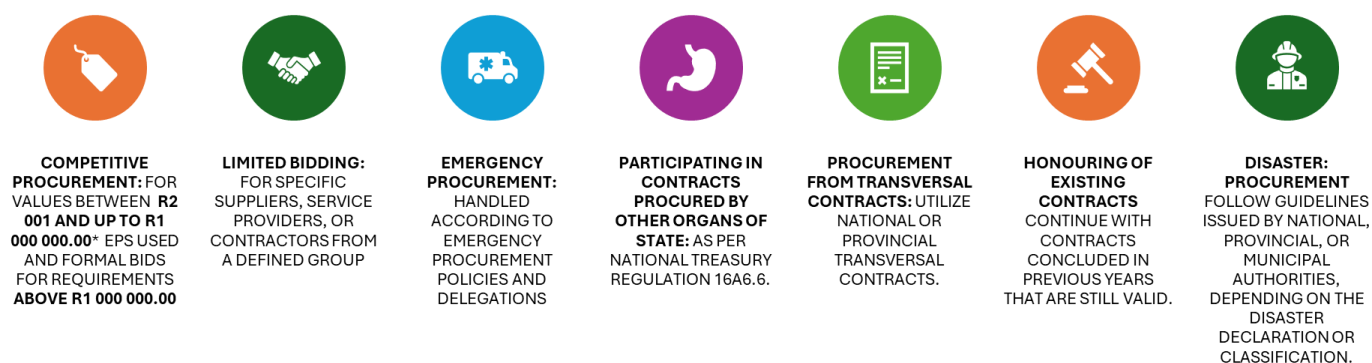 COMPETITIVE
PROCUREMENT: FOR
VALUES BETWEEN R2
001 AND UP TO R1
000 000.00* EPS USED
AND FORMAL BIDS
FOR REQUIREMENTS
ABOVE R1 000 000.00
LIMITED BIDDING:
FOR SPECIFIC
SUPPLIERS, SERVICE
PROVIDERS, OR
CONTRACTORS FROM
A DEFINED GROUP
EMERGENCY
PROCUREMENT:
HANDLED
ACCORDING TO
EMERGENCY
PROCUREMENT
POLICIES AND
DELEGATIONS
PARTICIPATING IN
CONTRACTS
PROCURED BY
OTHER ORGANS OF
STATE: AS PER
NATIONAL TREASURY
REGULATION 16A6.6.
PROCUREMENT
FROM TRANSVERSAL
CONTRACTS: UTILIZE
NATIONAL OR
PROVINCIAL
TRANSVERSAL
CONTRACTS.
HONOURING OF
EXISTING
CONTRACTS
CONTINUE WITH
CONTRACTS
CONCLUDED IN
PREVIOUS YEARS
THAT ARE STILL VALID.
DISASTER:
PROCUREMENT
FOLLOW GUIDELINES
ISSUED BY NATIONAL,
PROVINCIAL, OR
MUNICIPAL
AUTHORITIES,
DEPENDING ON THE
DISASTER
DECLARATION OR
CLASSIFICATION.